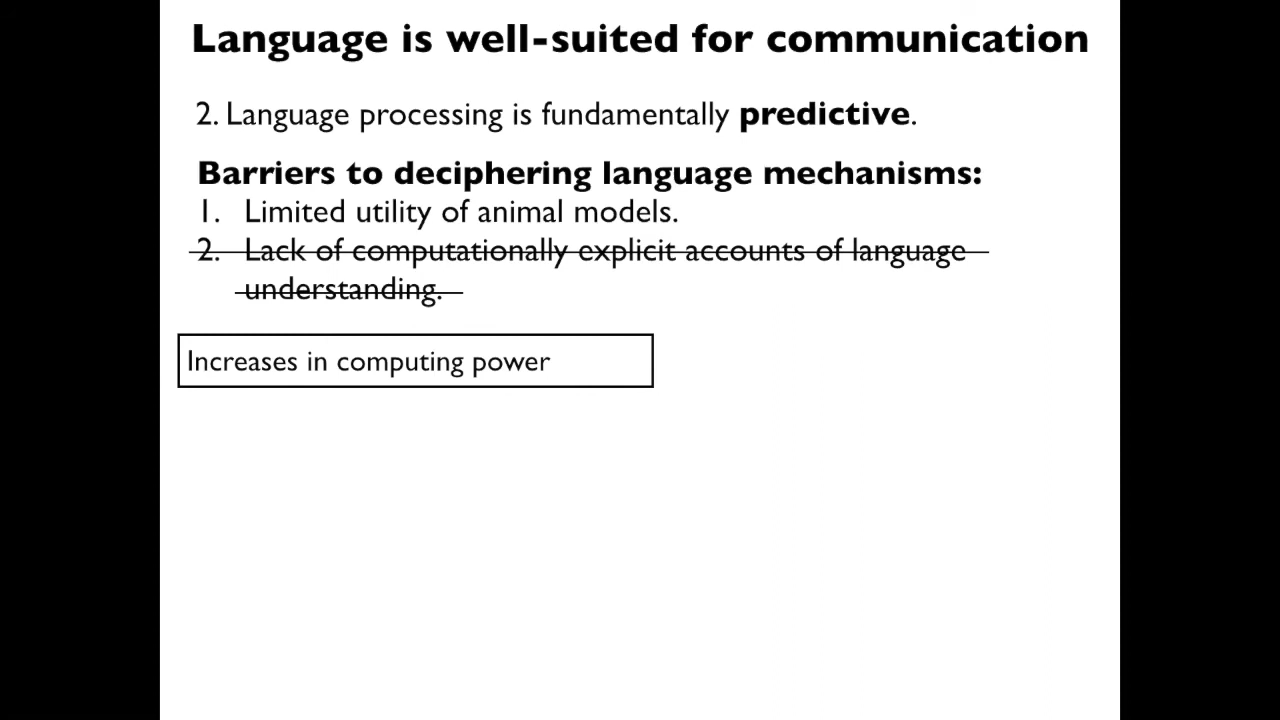 Language is well-suited for communication
2. Language processing is fundamentally predictive.
Barriers to deciphering language mechanisms:
1. Limited utility of animal models.
2. Lack of computationally explicit accounts of language
understanding.
Increases in computing power